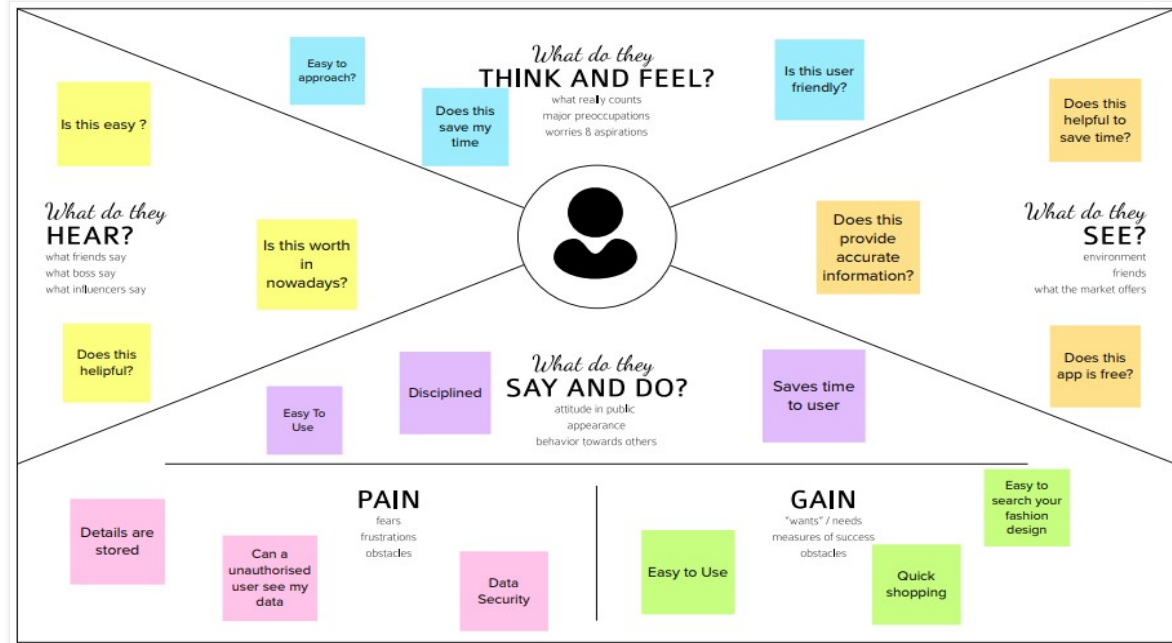 What do they
THINK AND FEEL?
what really counts
major preoccupations
worries & aspirations
Easy to
approach?
Does this
save my
time
Is this user
friendly?
What do they
HEAR?
what friends say
what boss say
what influencers say
Is this easy ?
Is this worth
in
nowadays?
Does this
helipful?
What do they
SEE?
environment
friends
what the market offers
Does this
helpful to
save time?
Does this
provide
accurate
information?
Does this
app is free?
What do they
SAY AND DO?
attitude in public
appearance
behavior towards others
Easy To
Use
Disciplined
Saves time
to user
PAIN
fears
frustrations
obstacles
Details are
stored
Can a
unauthorised
user see my
data
Data
Security
GAIN
"wants" / needs
measures of success
obstacles
Easy to Use
Quick
shopping
Easy to
search your
fashion
design